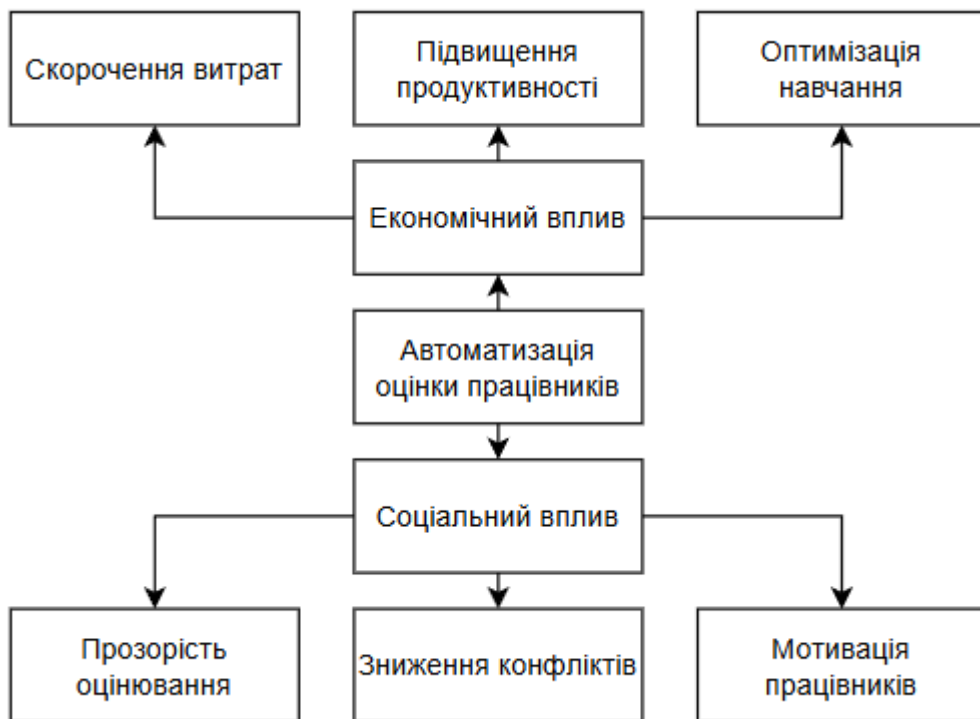 Скорочення витрат
Підвищення
продуктивності
Оптимізація
навчання
Економічний вплив
Автоматизація
оцінки працівників
Соціальний вплив
Прозорість
оцінювання
Зниження конфліктів
Мотивація
працівників